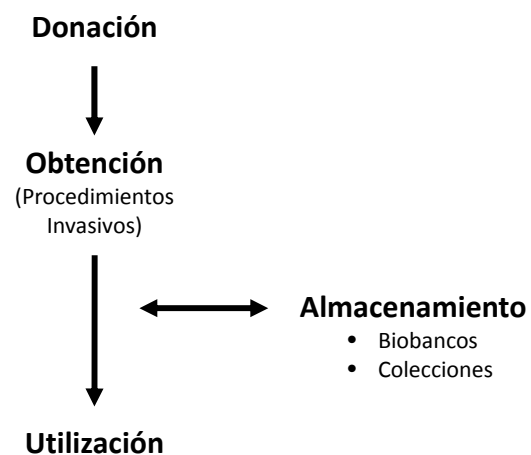 Donación
Obtención
(Procedimientos
Invasivos)
Almacenamiento
• Biobancos
• Colecciones
Utilización